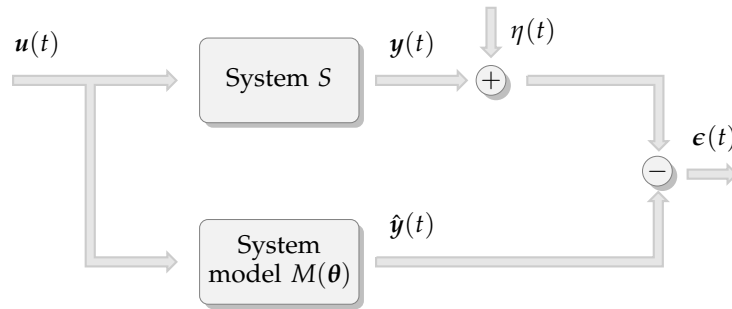 𝒖(t)
System S
𝒚(t)
η(t)
+
ϵ(t)
−
System
model M(𝜽)
𝒚̂(t)